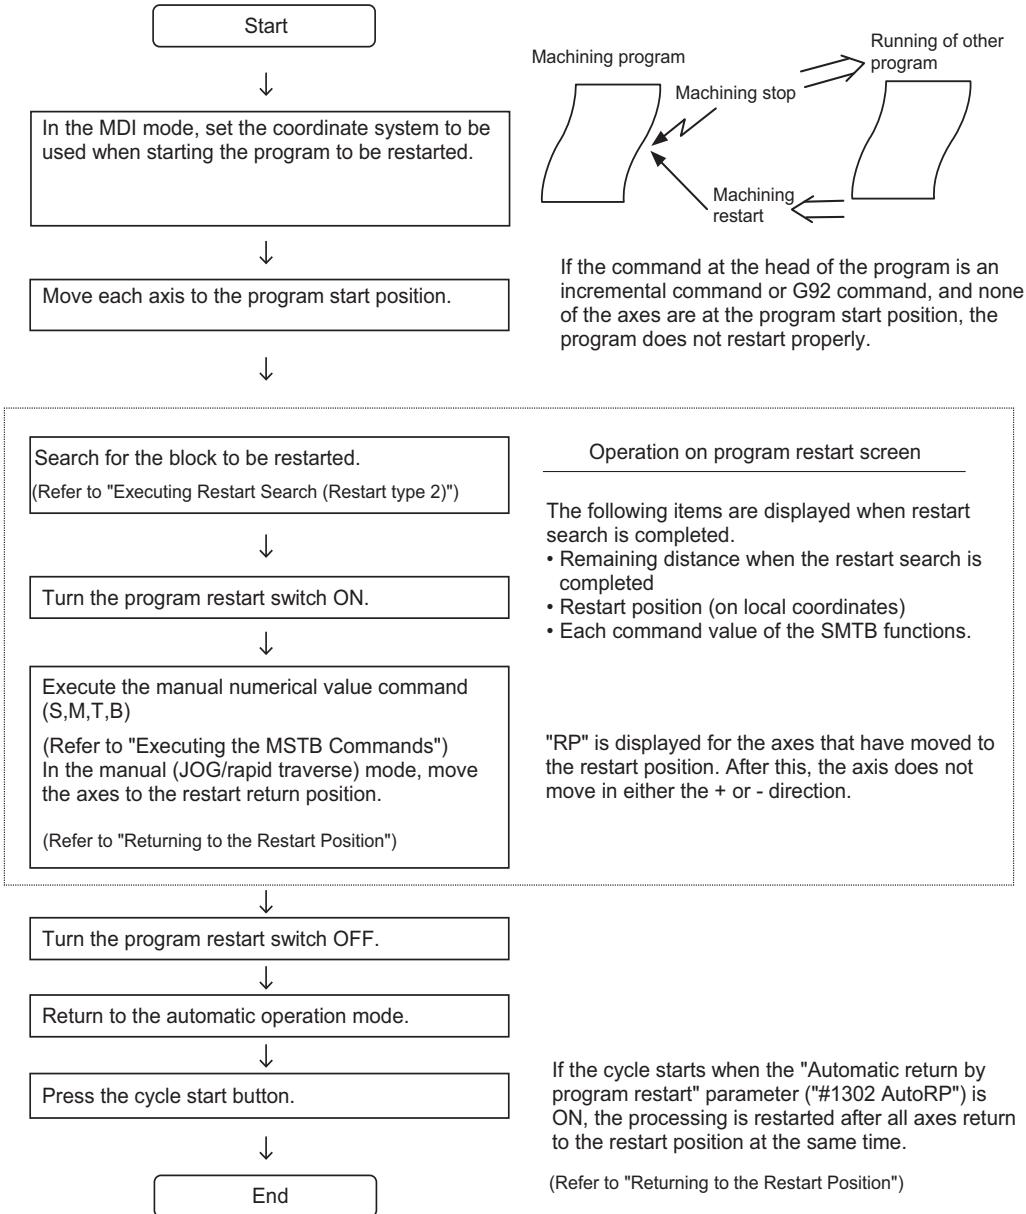 Start
Machining program
Running of other
program
Machining stop
Machining
restart
In the MDI mode, set the coordinate system to be
used when starting the program to be restarted.
Move each axis to the program start position.
If the command at the head of the program is an
incremental command or G92 command, and none
of the axes are at the program start position, the
program does not restart properly.
Search for the block to be restarted.
(Refer to "Executing Restart Search (Restart type 2)")
Operation on program restart screen
The following items are displayed when restart
search is completed.
• Remaining distance when the restart search is
completed
• Restart position (on local coordinates)
• Each command value of the SMTB functions.
Turn the program restart switch ON.
Execute the manual numerical value command
(S,M,T,B)
(Refer to "Executing the MSTB Commands")
In the manual (JOG/rapid traverse) mode, move
the axes to the restart return position.
(Refer to "Returning to the Restart Position")
"RP" is displayed for the axes that have moved to
the restart position. After this, the axis does not
move in either the + or - direction.
Turn the program restart switch OFF.
Return to the automatic operation mode.
Press the cycle start button.
If the cycle starts when the "Automatic return by
program restart" parameter ("#1302 AutoRP") is
ON, the processing is restarted after all axes return
to the restart position at the same time.
(Refer to "Returning to the Restart Position")
End